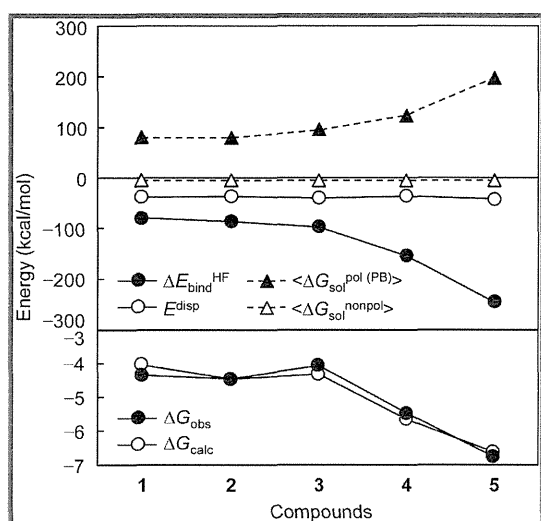 300
200
100
0
−100
−200
−300
Energy (kcal/mol)
ΔE_bind^HF
<ΔG_sol^pol (PB)>
E^disp
<ΔG_sol^nonpol>
−3
−4
−5
−6
−7
ΔG_obs
ΔG_calc
1 2 3 4 5
Compounds